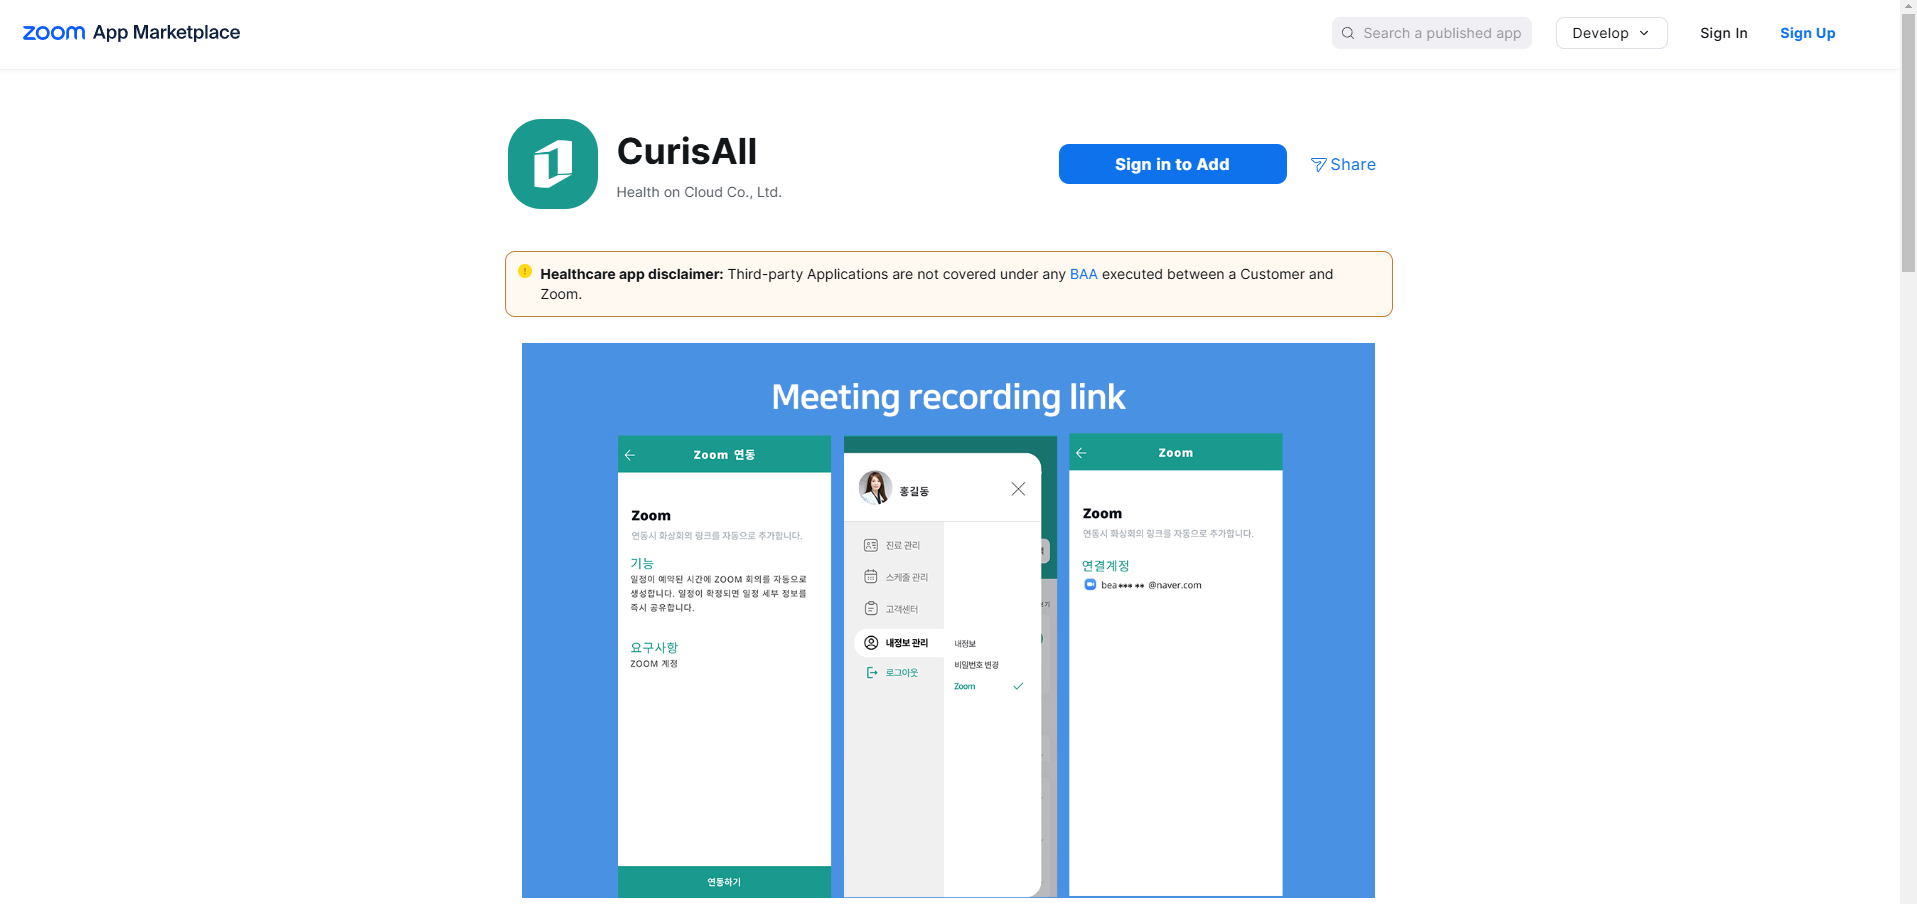 zoom App Marketplace
Search a published app
Develop
Sign In
Sign Up
CurisAll
Health on Cloud Co., Ltd.
Sign in to Add
Share
Healthcare app disclaimer: Third-party Applications are not covered under any BAA executed between a Customer and
Zoom.
Meeting recording link
Zoom 연동
Zoom
연동시 화상회의 링크를 자동으로 추가합니다.
기능
일정이 예약된 시간에 ZOOM 회의를 자동으로
생성합니다. 일정이 확정되면 일정 세부 정보를
즉시 공유합니다.
요구사항
ZOOM 계정
연동하기
홍길동
진료 관리
스케줄 관리
고객센터
내정보 관리
로그아웃
내정보
비밀번호 변경
Zoom
Zoom
Zoom
연동시 화상회의 링크를 자동으로 추가합니다.
연결계정
bea***** @naver.com